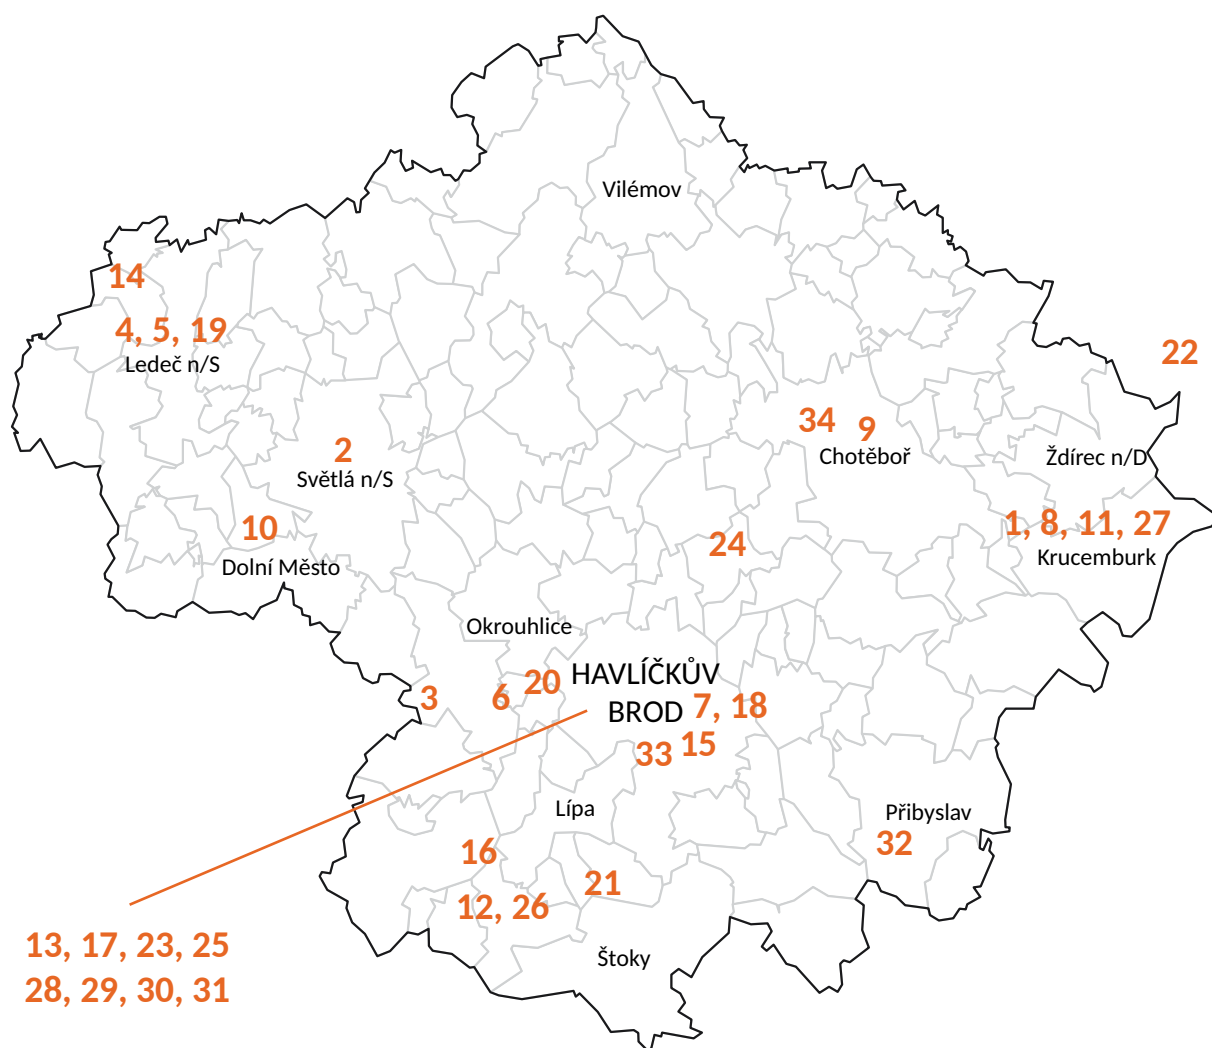 Vilémov
14
4, 5, 19
Ledeč n/S
22
34
9
Chotěboř
2
Světlá n/S
Ždírec n/D
10
Dolní Město
24
1, 8, 11, 27
Krucemburk
Okrouhlice
HAVLÍČKŮV
BROD
3
6
20
7, 18
33
15
Lípa
Přibyslav
32
16
21
12, 26
13, 17, 23, 25
28, 29, 30, 31
Štoky